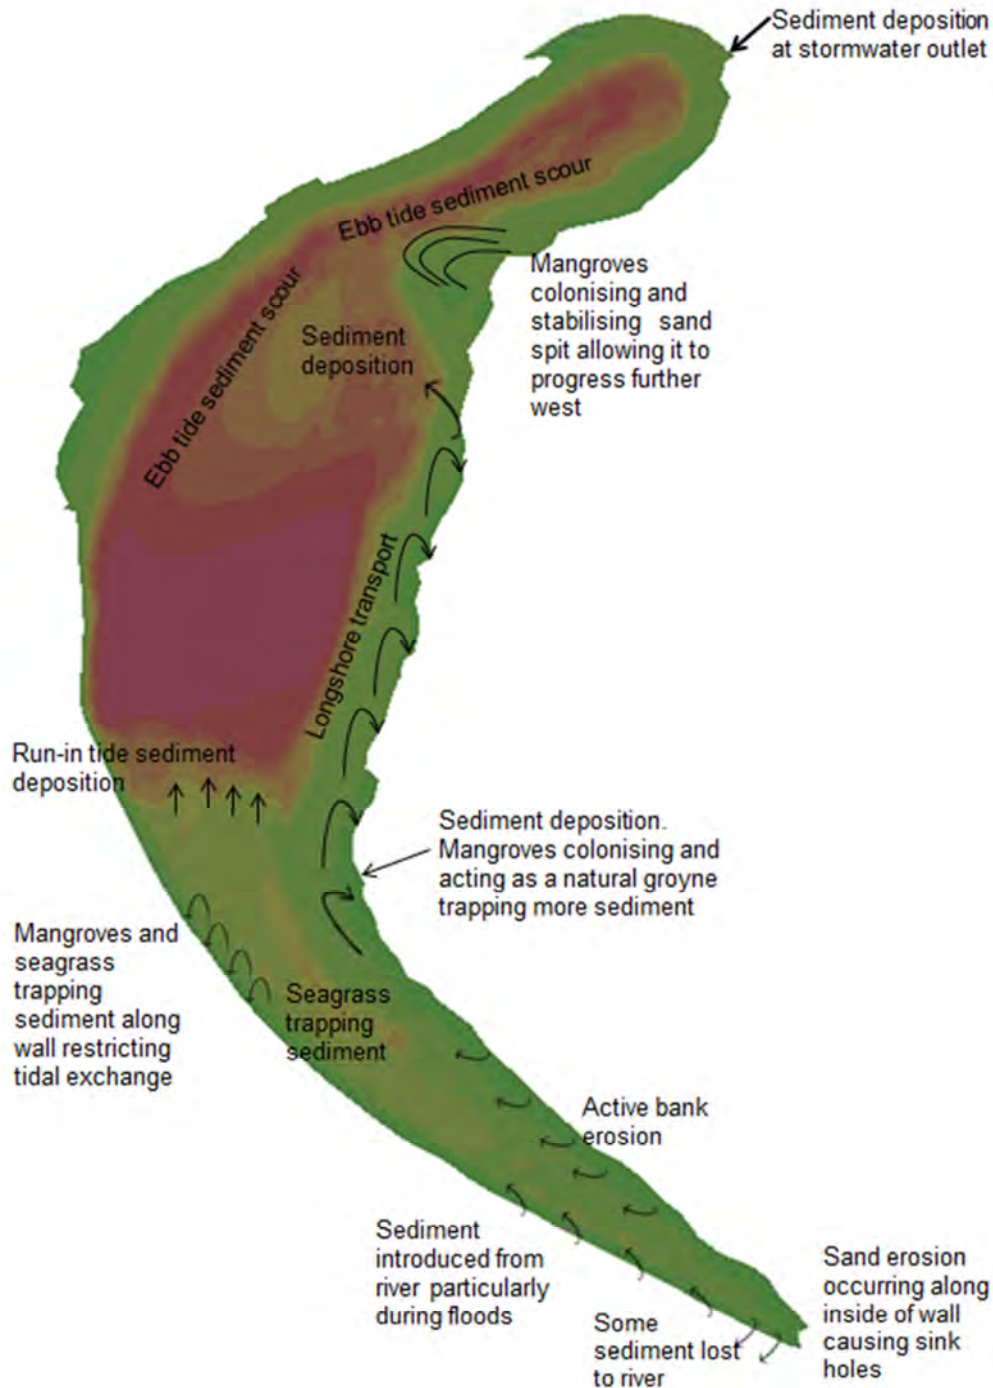 Sediment deposition
at stormwater outlet
Ebb tide sediment scour
Mangroves
colonising and
stabilising sand
spit allowing it to
progress further
west
Ebb tide sediment scour
Sediment
deposition
Longshore transport
Run-in tide sediment
deposition
Sediment deposition.
Mangroves colonising and
acting as a natural groyne
trapping more sediment
Mangroves and
seagrass
trapping
sediment along
wall restricting
tidal exchange
Seagrass
trapping
sediment
Active bank
erosion
Sediment
introduced from
river particularly
during floods
Some
sediment lost
to river
Sand erosion
occurring along
inside of wall
causing sink
holes